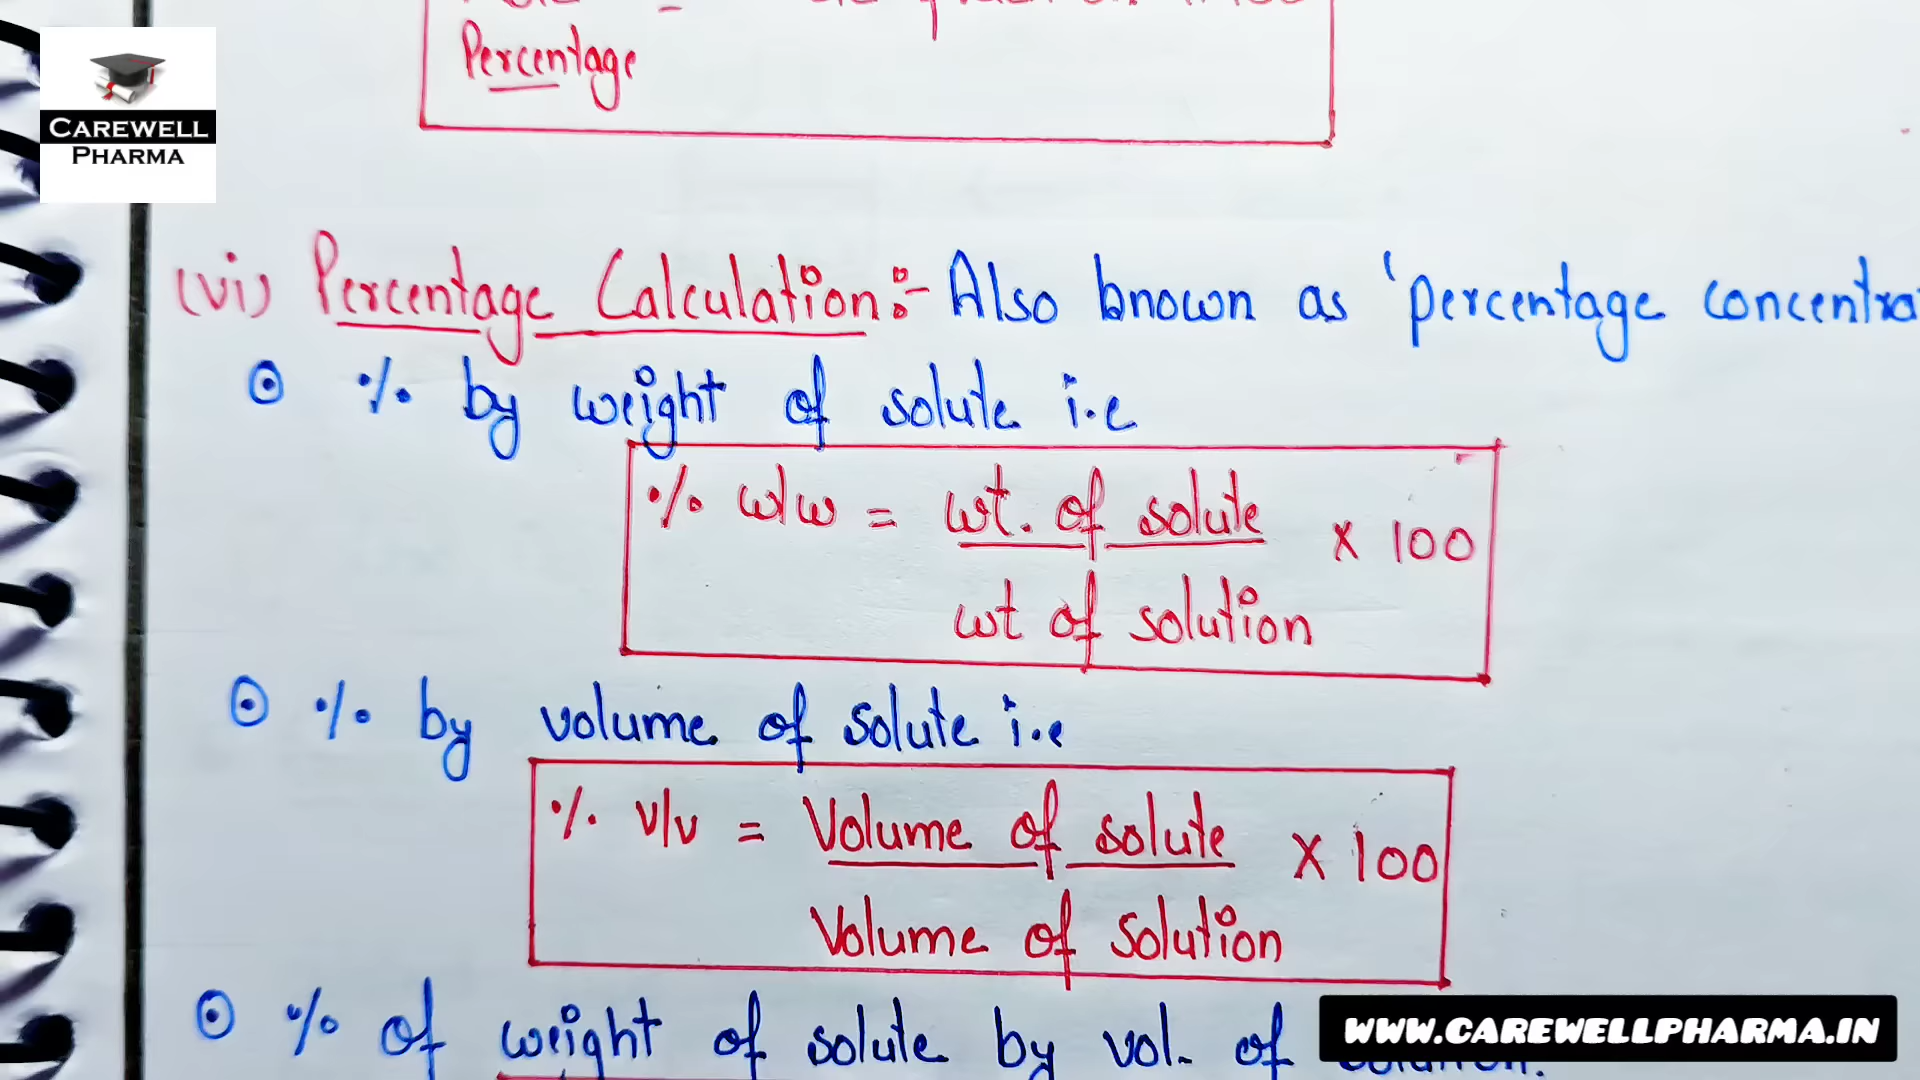 Percentage
CAREWELL
PHARMA
(vi) Percentage Calculation :- Also known as 'percentage concentra
⊙ % by weight of solute i.e
% w/w = wt. of solute × 100
wt of solution
⊙ % by volume of solute i.e
% v/v = Volume of solute × 100
Volume of solution
⊙ % of weight of solute by vol. of
WWW.CAREWELLPHARMA.IN